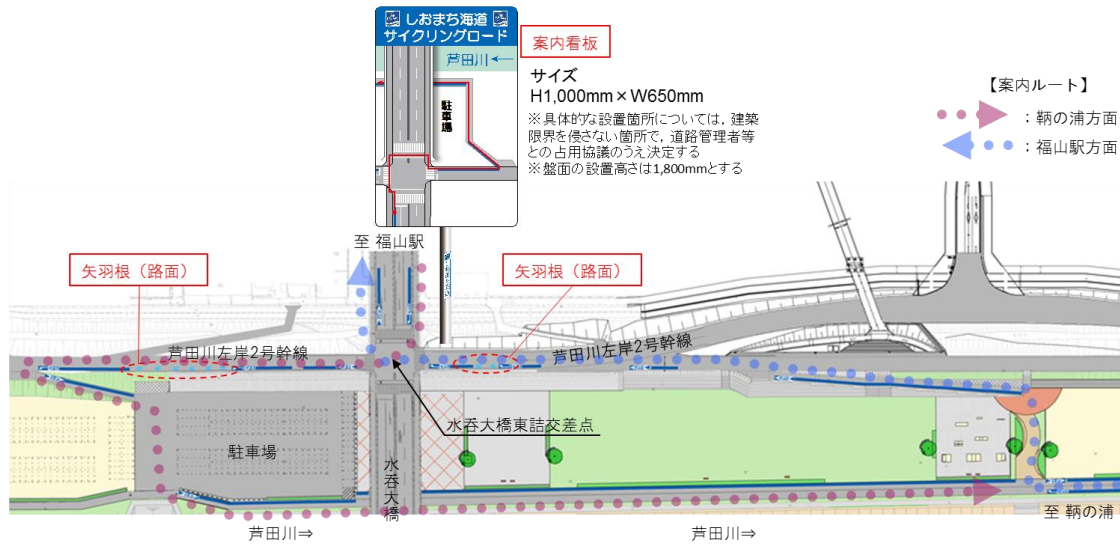 しおまち海道
サイクリングロード
芦田川←
駐車場
案内看板
サイズ
H1,000mm×W650mm
※具体的な設置箇所については，建築
限界を侵さない箇所で，道路管理者等
との占用協議のうえ決定する
※盤面の設置高さは1,800mmとする
【案内ルート】
：鞆の浦方面
：福山駅方面
至 福山駅
矢羽根（路面）
矢羽根（路面）
芦田川左岸2号幹線
芦田川左岸2号幹線
水呑大橋東詰交差点
駐車場
水呑大橋
至 鞆の浦
芦田川⇒
芦田川⇒